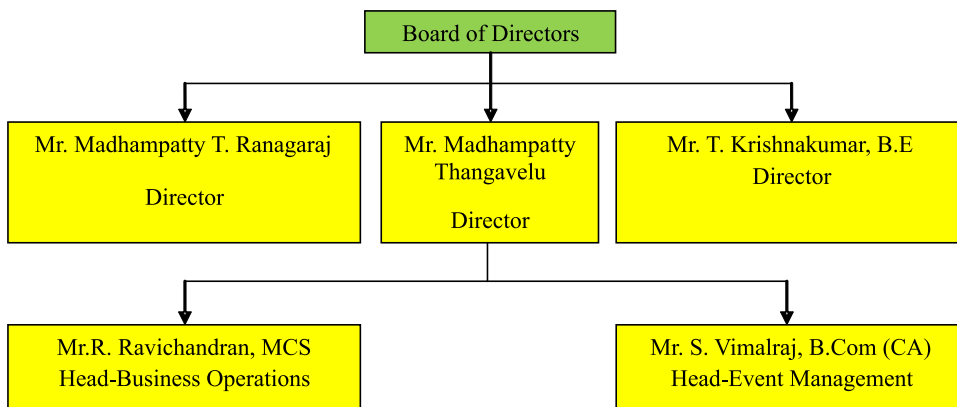 Board of Directors
Mr. Madhampatty T. Ranagaraj
Director
Mr. Madhampatty
Thangavelu
Director
Mr. T. Krishnakumar, B.E
Director
Mr.R. Ravichandran, MCS
Head-Business Operations
Mr. S. Vimalraj, B.Com (CA)
Head-Event Management